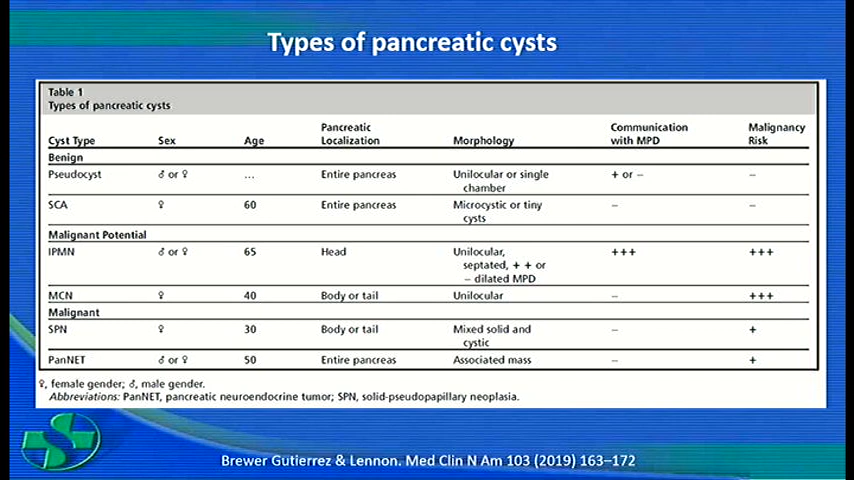 Types of pancreatic cysts
Table 1
Types of pancreatic cysts
Cyst Type Sex Age Pancreatic Localization Morphology Communication with MPD Malignancy Risk
Benign
Pseudocyst ♂ or ♀ ... Entire pancreas Unilocular or single chamber + or − −
SCA ♀ 60 Entire pancreas Microcystic or tiny cysts − −
Malignant Potential
IPMN ♂ or ♀ 65 Head Unilocular, septated, + + or − dilated MPD +++ +++
MCN ♀ 40 Body or tail Unilocular − +++
Malignant
SPN ♀ 30 Body or tail Mixed solid and cystic − +
PanNET ♂ or ♀ 50 Entire pancreas Associated mass − +
♀, female gender; ♂, male gender.
Abbreviations: PanNET, pancreatic neuroendocrine tumor; SPN, solid-pseudopapillary neoplasia.
Brewer Gutierrez & Lennon. Med Clin N Am 103 (2019) 163–172